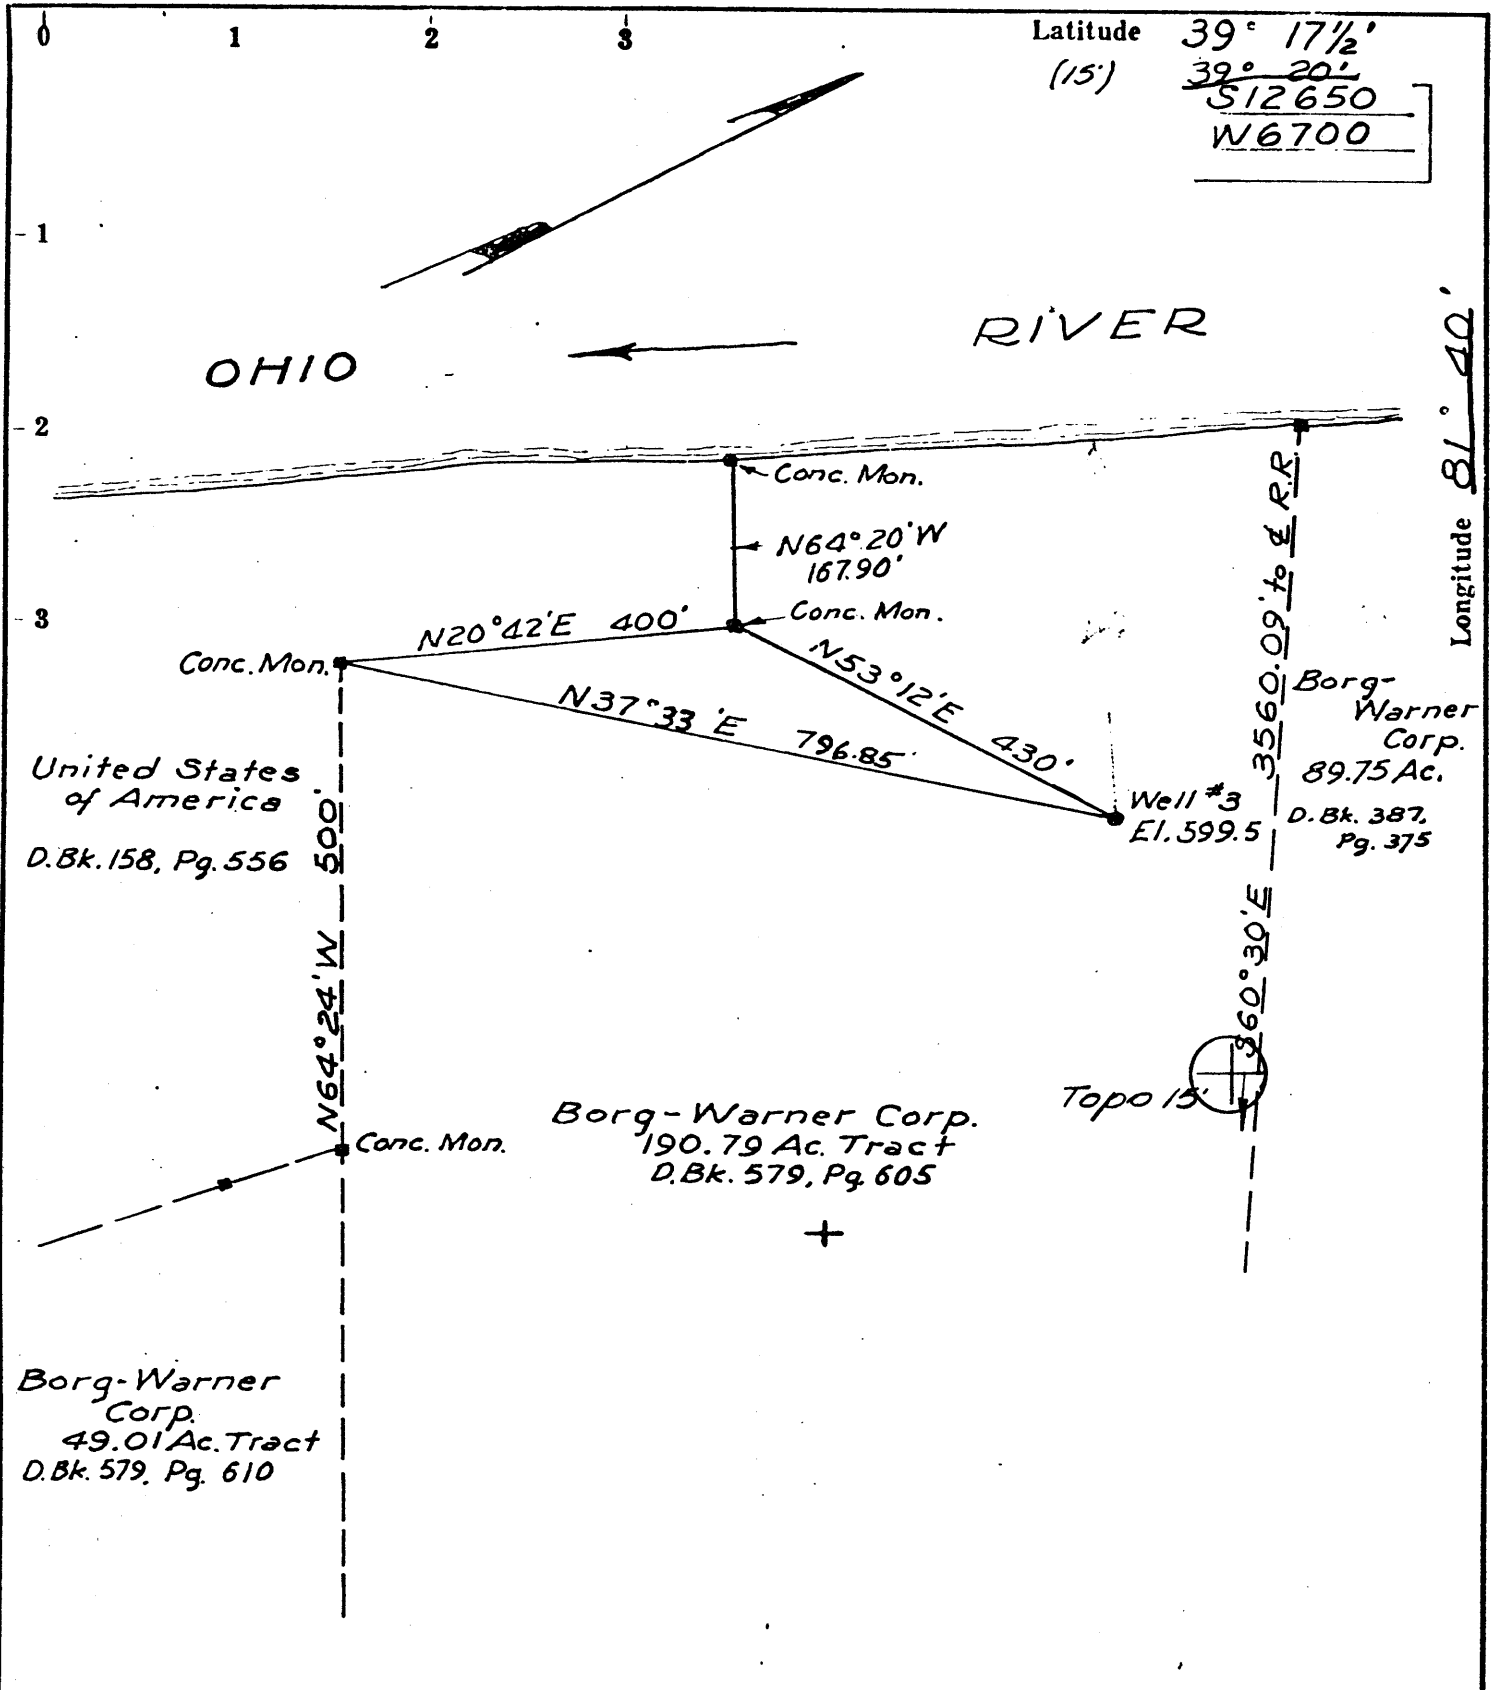 0 1 2 3
Latitude 39° 17½'
(15') 39° 20'
S12650
W6700
- 1
OHIO RIVER
- 2
Longitude 81° 40'
Conc. Mon.
N64°20'W
167.90'
- 3
Conc. Mon.
N20°42'E 400'
Conc. Mon.
N53°12'E 430'
N37°33'E 796.85'
S60°30'E 3560.09' to ℄ R.R.
Borg-
Warner
Corp.
89.75 Ac.
D.Bk. 387,
Pg. 375
United States
of America
D.Bk. 158, Pg. 556
Well #3
El. 599.5
N64°24'W 500'
Topo 15'
Conc. Mon.
Borg-Warner Corp.
190.79 Ac. Tract
D.Bk. 579, Pg. 605
Borg-Warner
Corp.
49.01 Ac. Tract
D.Bk. 579, Pg. 610